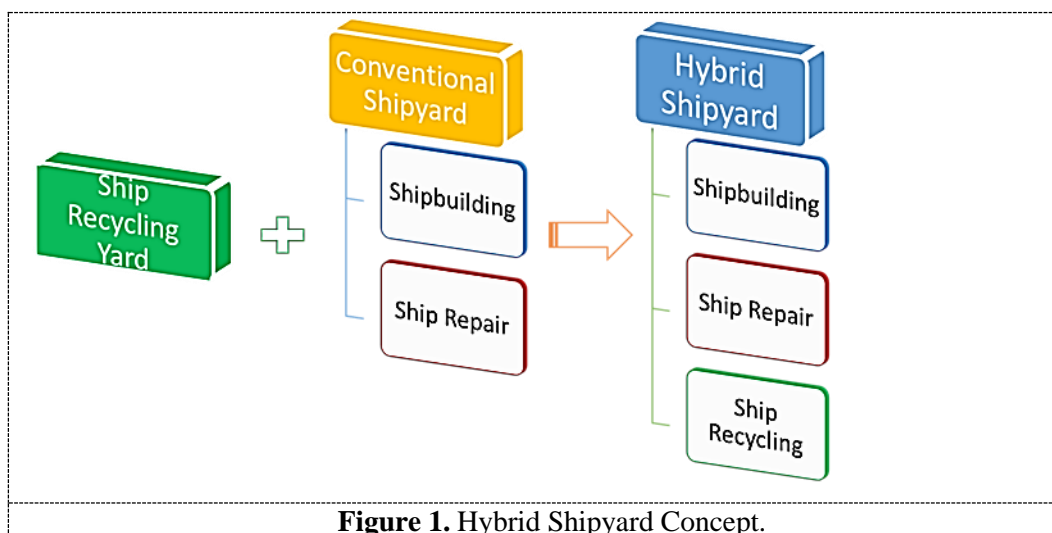 Ship
Recycling
Yard
Conventional
Shipyard
Shipbuilding
Ship Repair
Hybrid
Shipyard
Shipbuilding
Ship Repair
Ship
Recycling
Figure 1. Hybrid Shipyard Concept.